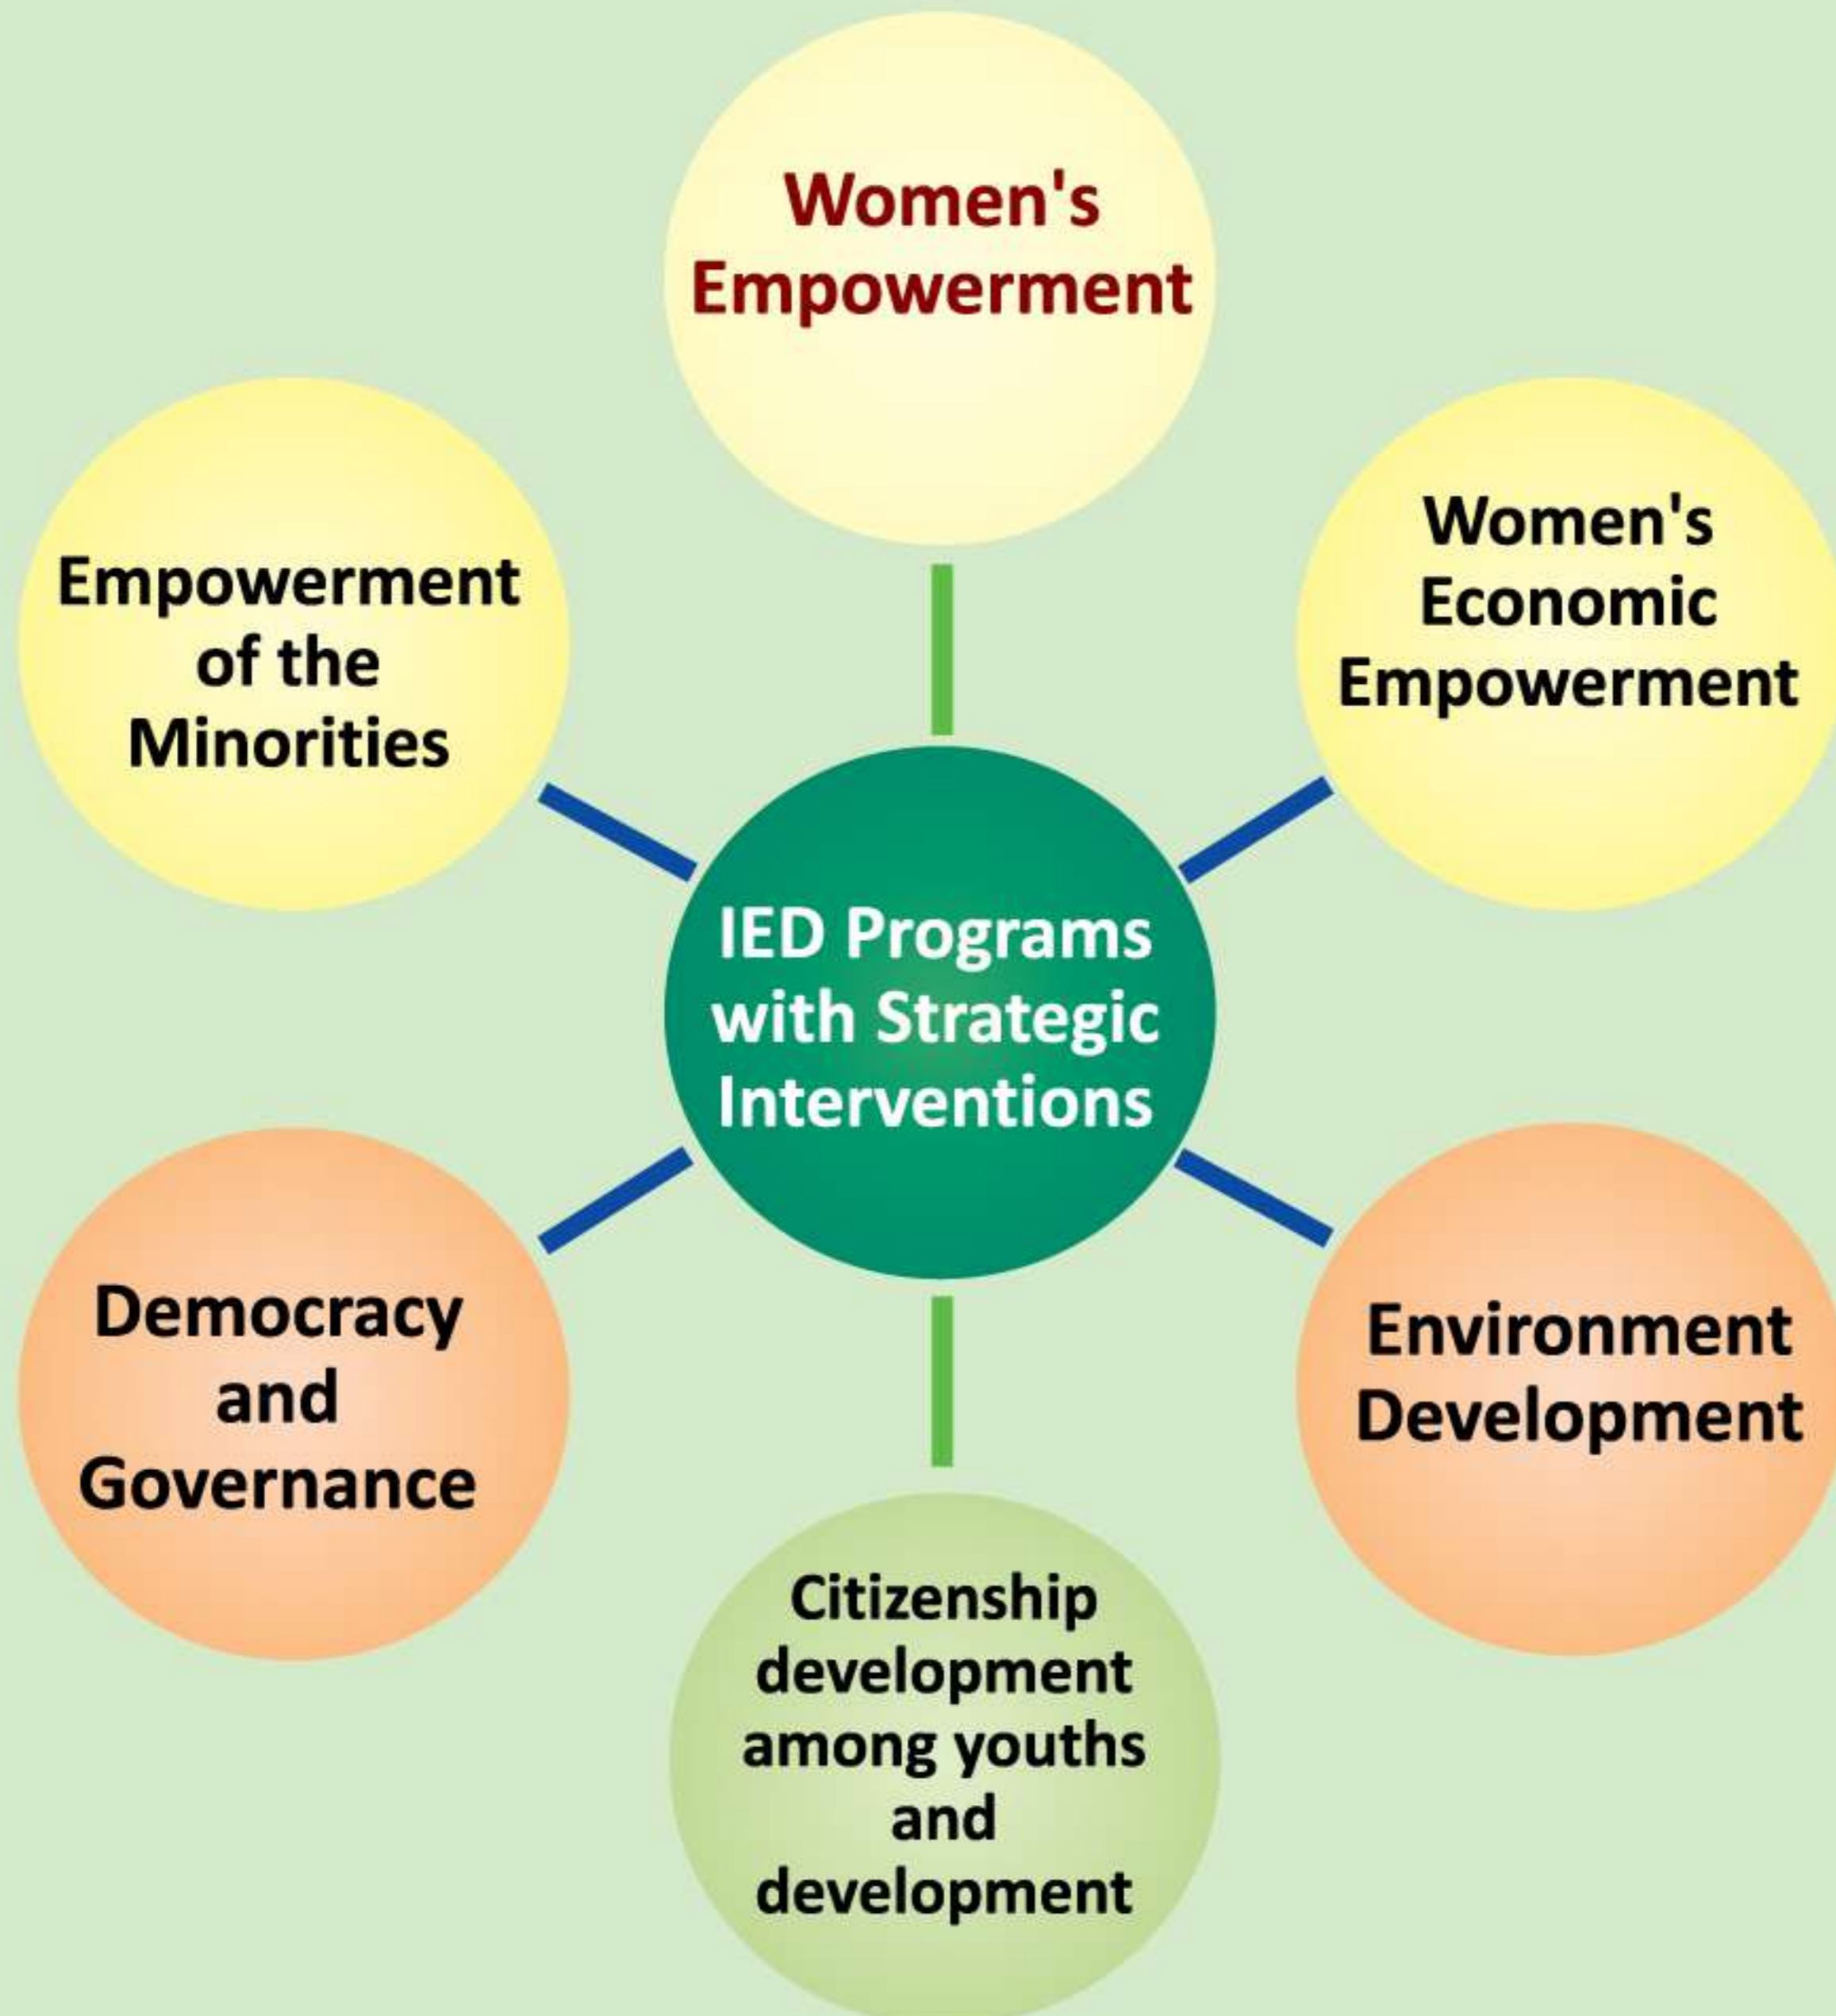 Women's
Empowerment
Women's
Economic
Empowerment
Empowerment
of the
Minorities
IED Programs
with Strategic
Interventions
Democracy
and
Governance
Environment
Development
Citizenship
development
among youths
and
development